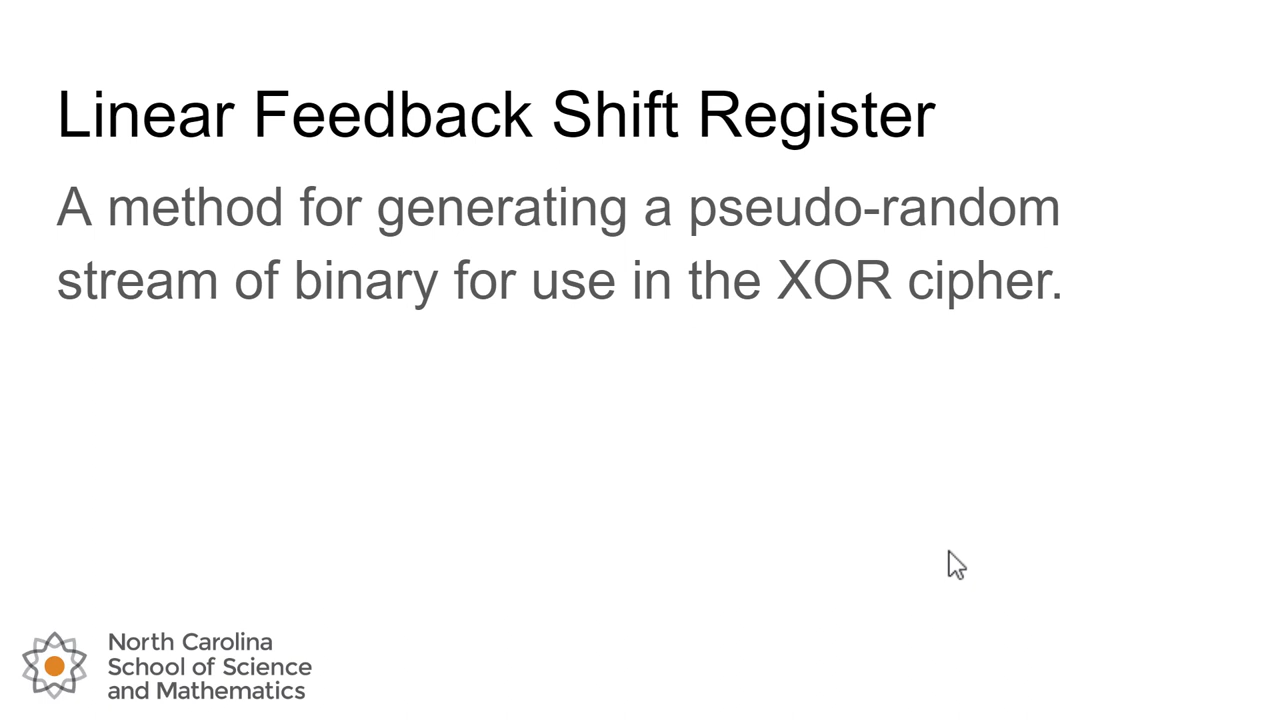 Linear Feedback Shift Register
A method for generating a pseudo-random
stream of binary for use in the XOR cipher.
North Carolina
School of Science
and Mathematics